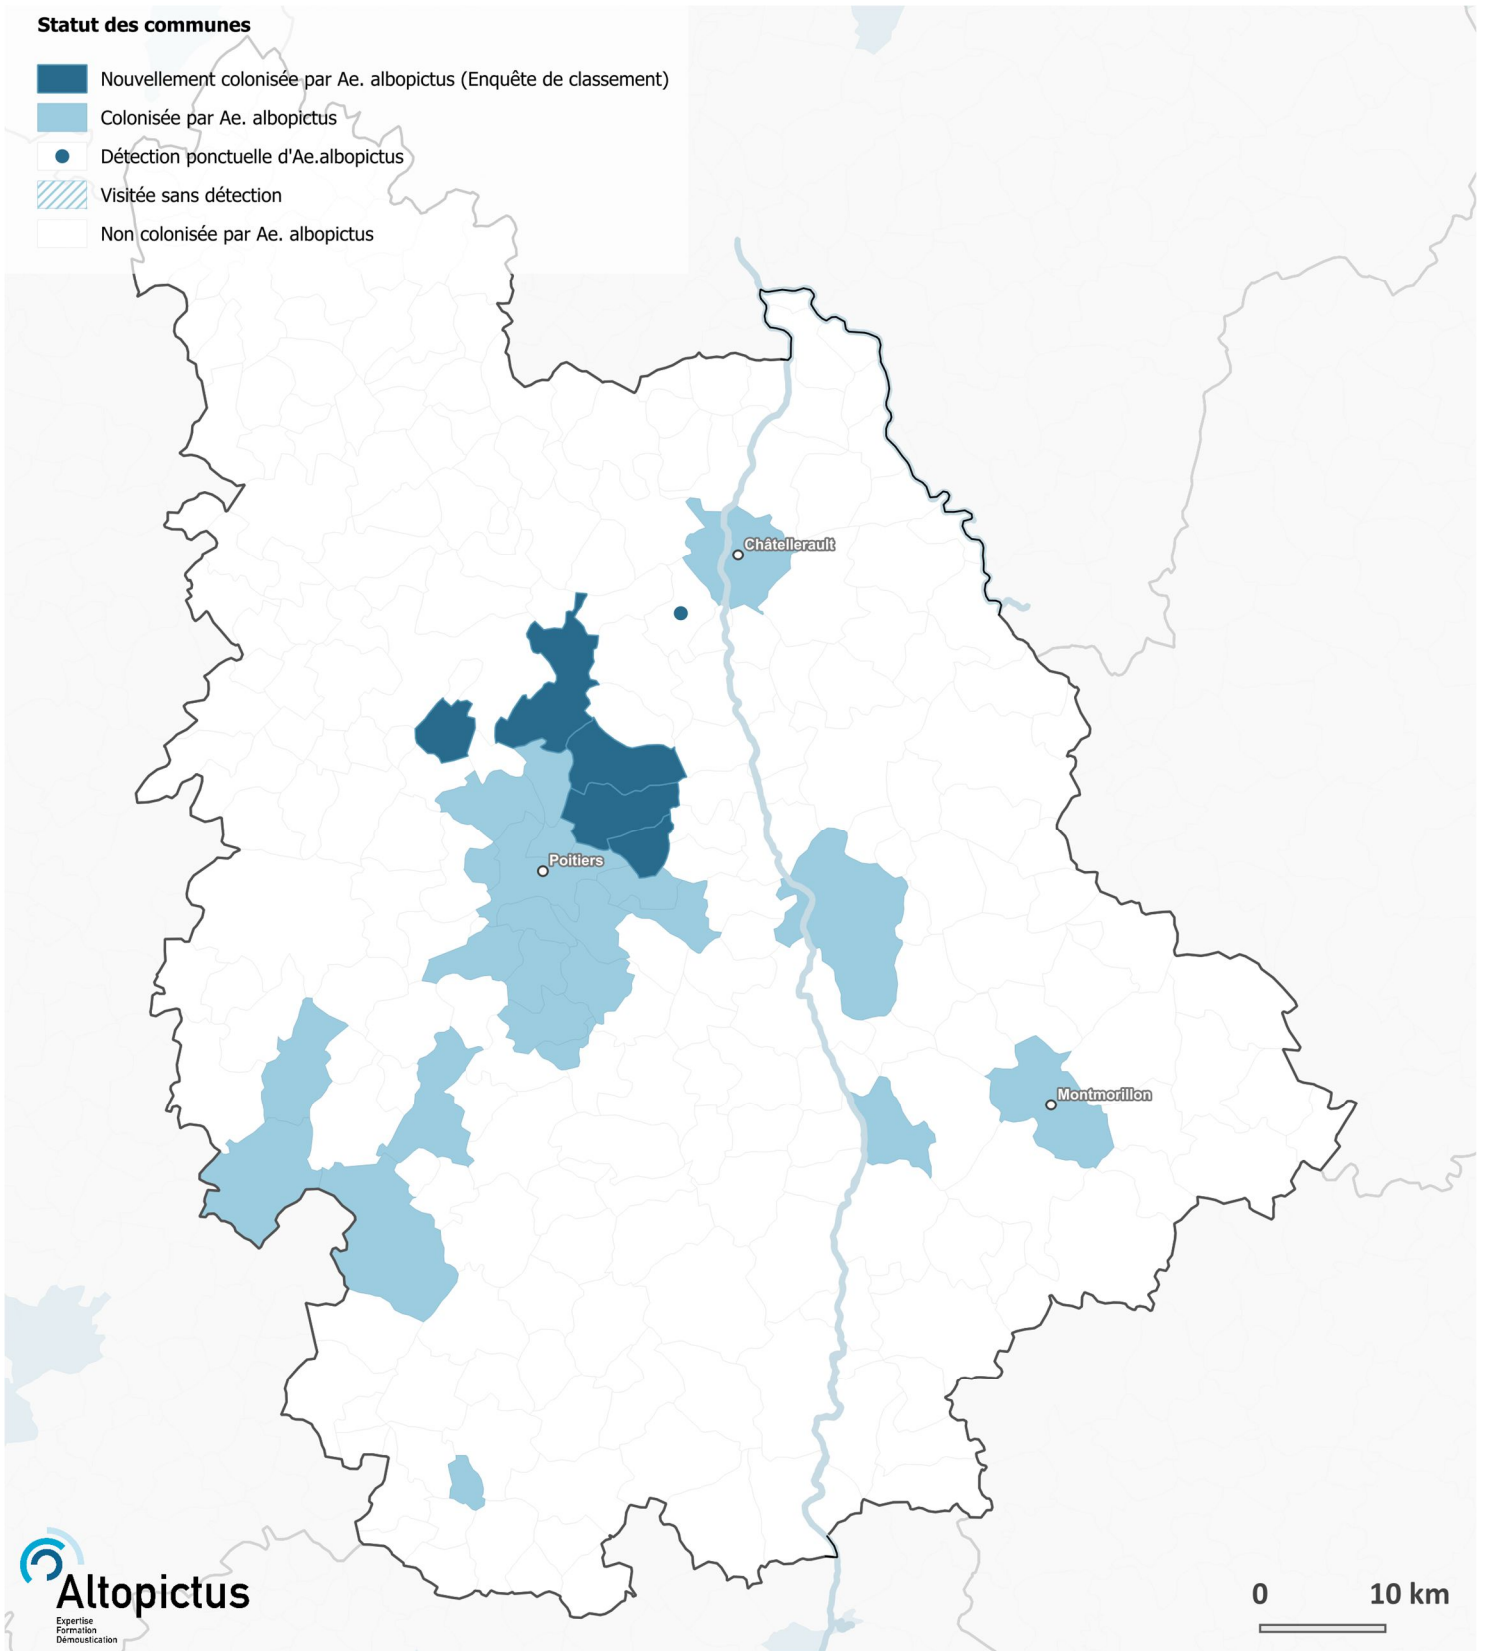 Statut des communes
Nouvellement colonisée par Ae. albopictus (Enquête de classement)
Colonisée par Ae. albopictus
Détection ponctuelle d'Ae.albopictus
Visitée sans détection
Non colonisée par Ae. albopictus
Châtellerault
Poitiers
Montmorillon
Altopictus
Expertise
Formation
Démoustication
0 10 km